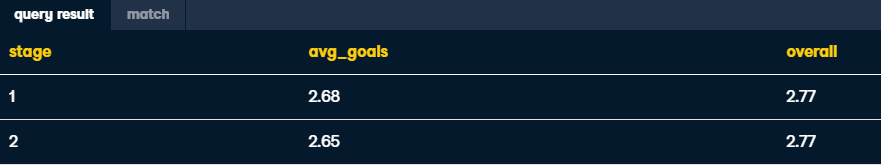 query result match
stage avg_goals overall
1 2.68 2.77
2 2.65 2.77